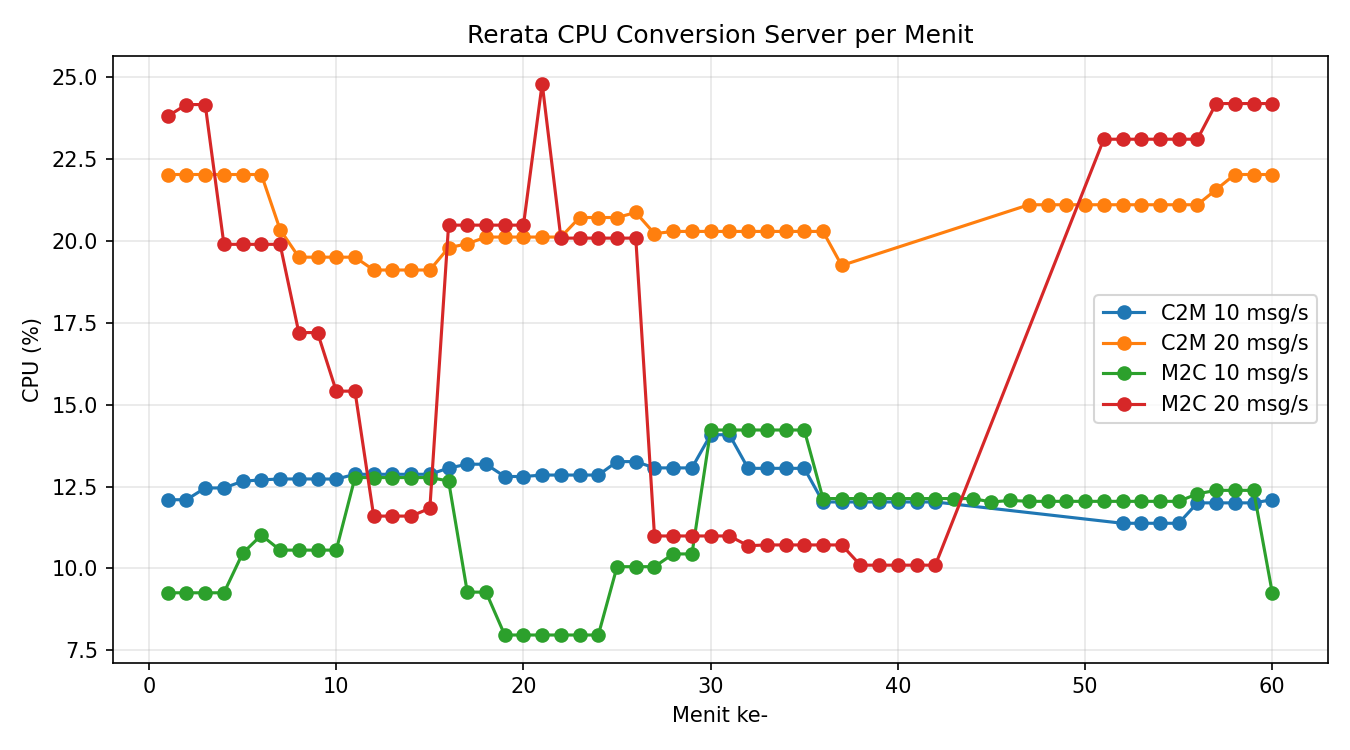 Rerata CPU Conversion Server per Menit
CPU (%)
25.0
22.5
20.0
17.5
15.0
12.5
10.0
7.5
C2M 10 msg/s
C2M 20 msg/s
M2C 10 msg/s
M2C 20 msg/s
0 10 20 30 40 50 60
Menit ke-